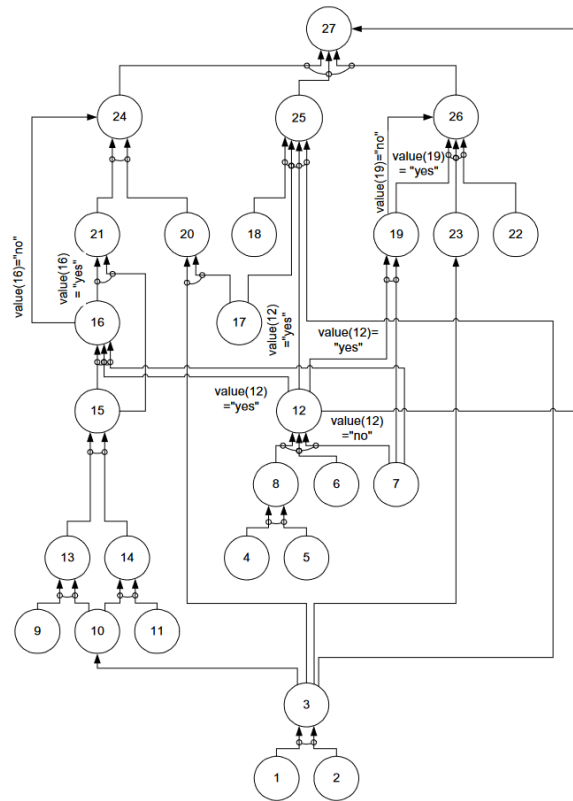 27
24
25
26
value(19)="no"
value(19)
= "yes"
21
20
18
19
23
22
value(16)="no"
value(16)
= "yes"
16
17
value(12)
="yes"
value(12)=
"yes"
15
value(12)
="yes"
12
value(12)
="no"
8
6
7
4
5
13
14
9
10
11
3
1
2